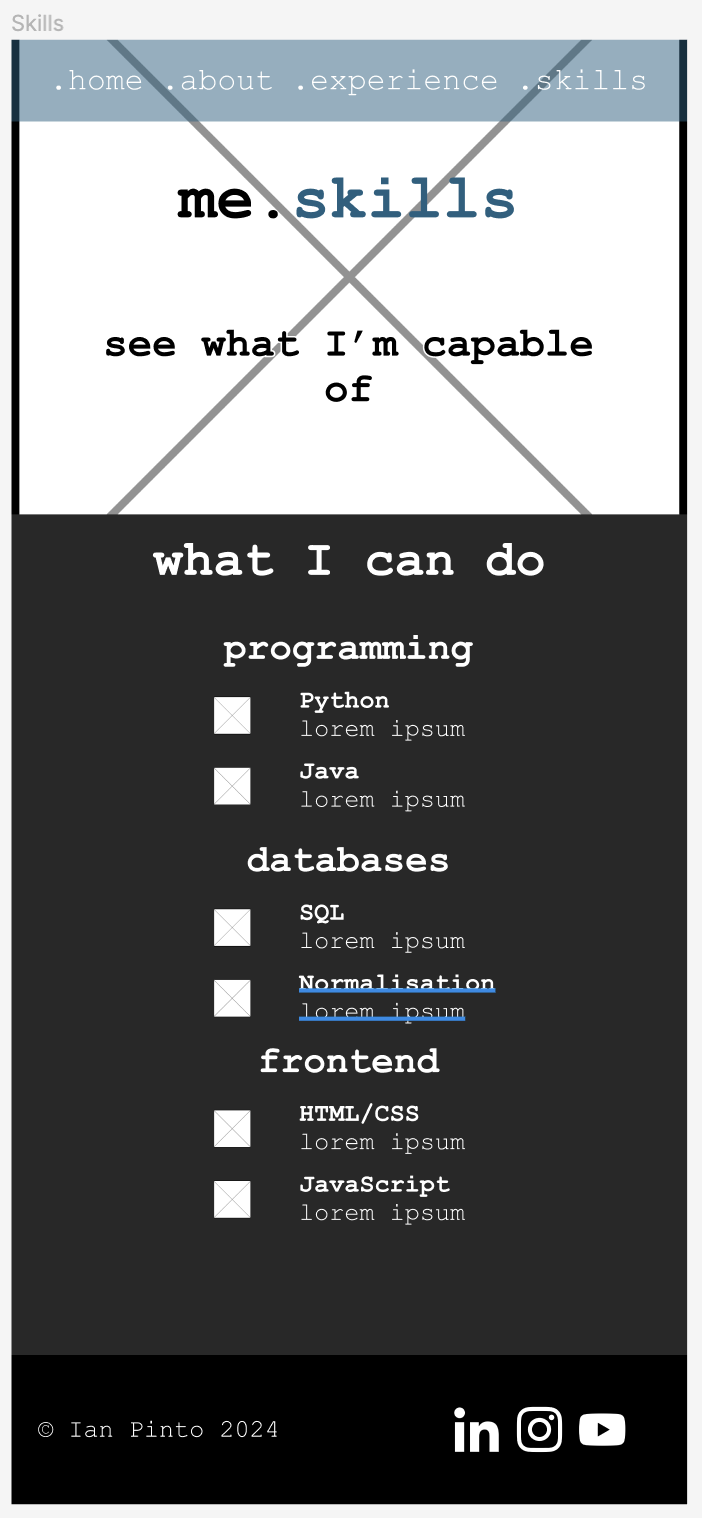 Skills
.home .about .experience .skills
me.skills
see what I’m capable
of
what I can do
programming
Python
lorem ipsum
Java
lorem ipsum
databases
SQL
lorem ipsum
Normalisation
lorem ipsum
frontend
HTML/CSS
lorem ipsum
JavaScript
lorem ipsum
© Ian Pinto 2024
in